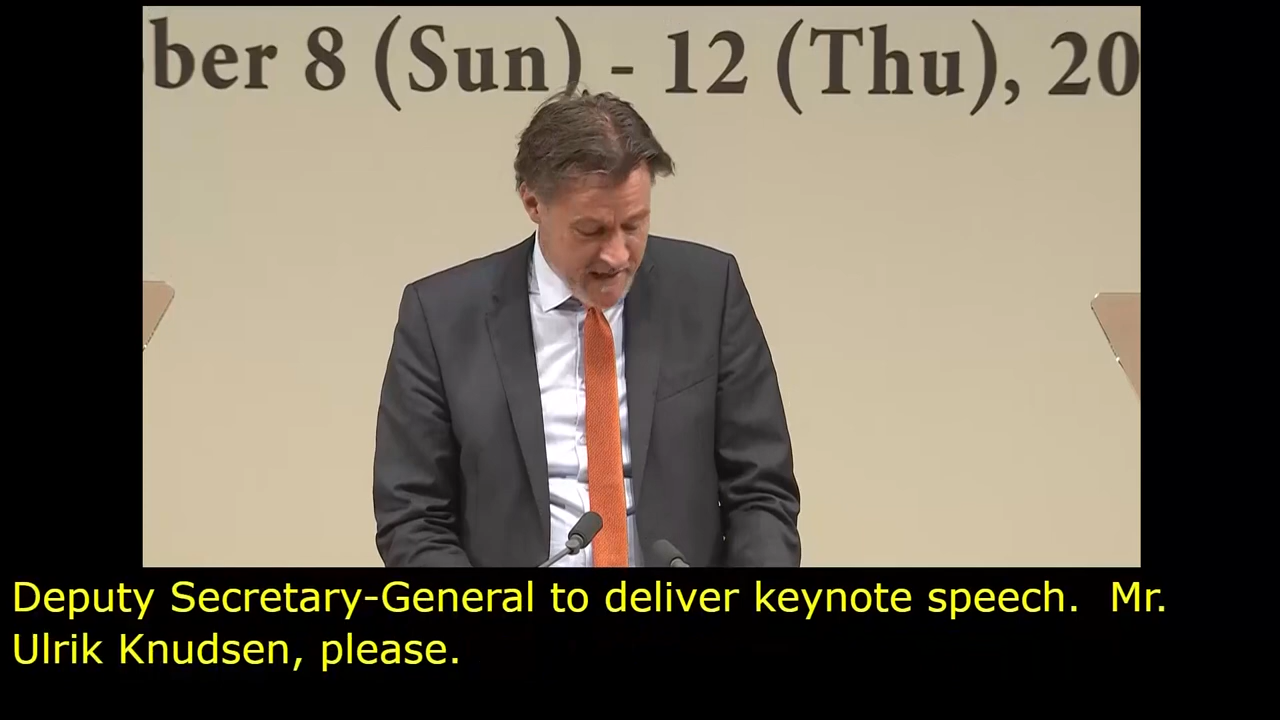 ber 8 (Sun) - 12 (Thu), 20
Deputy Secretary-General to deliver keynote speech.  Mr.
Ulrik Knudsen, please.